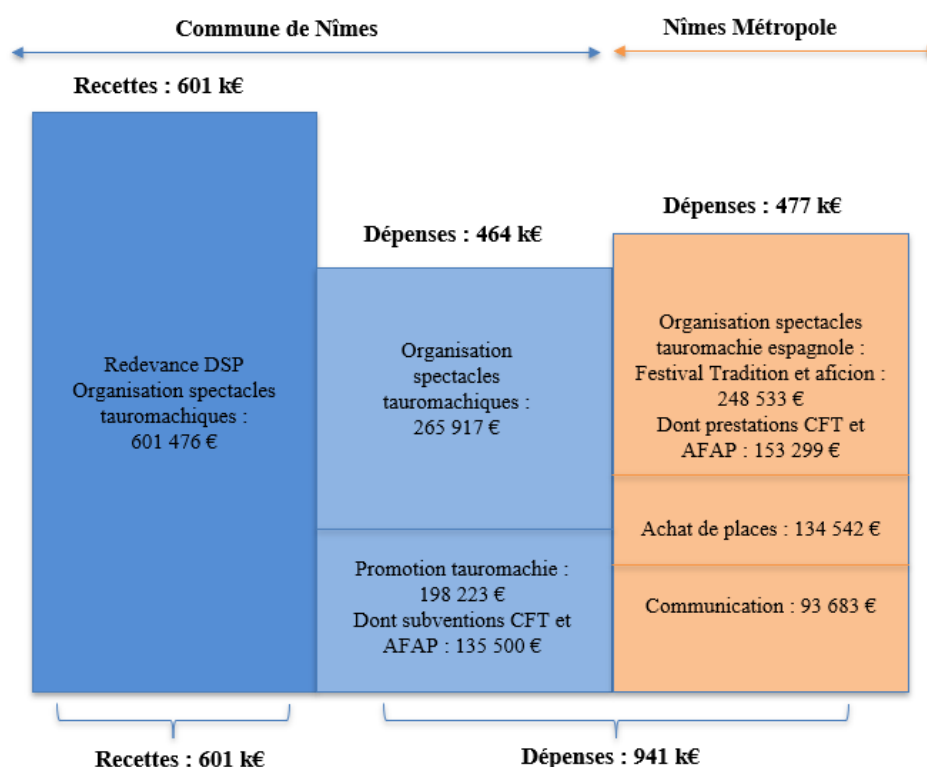 Commune de Nîmes
Nîmes Métropole
Recettes : 601 k€
Dépenses : 464 k€
Dépenses : 477 k€
Redevance DSP
Organisation spectacles
tauromachiques :
601 476 €
Organisation
spectacles
tauromachiques :
265 917 €
Promotion tauromachie :
198 223 €
Dont subventions CFT et
AFAP : 135 500 €
Organisation spectacles
tauromachie espagnole :
Festival Tradition et aficion :
248 533 €
Dont prestations CFT et
AFAP : 153 299 €
Achat de places : 134 542 €
Communication : 93 683 €
Recettes : 601 k€
Dépenses : 941 k€